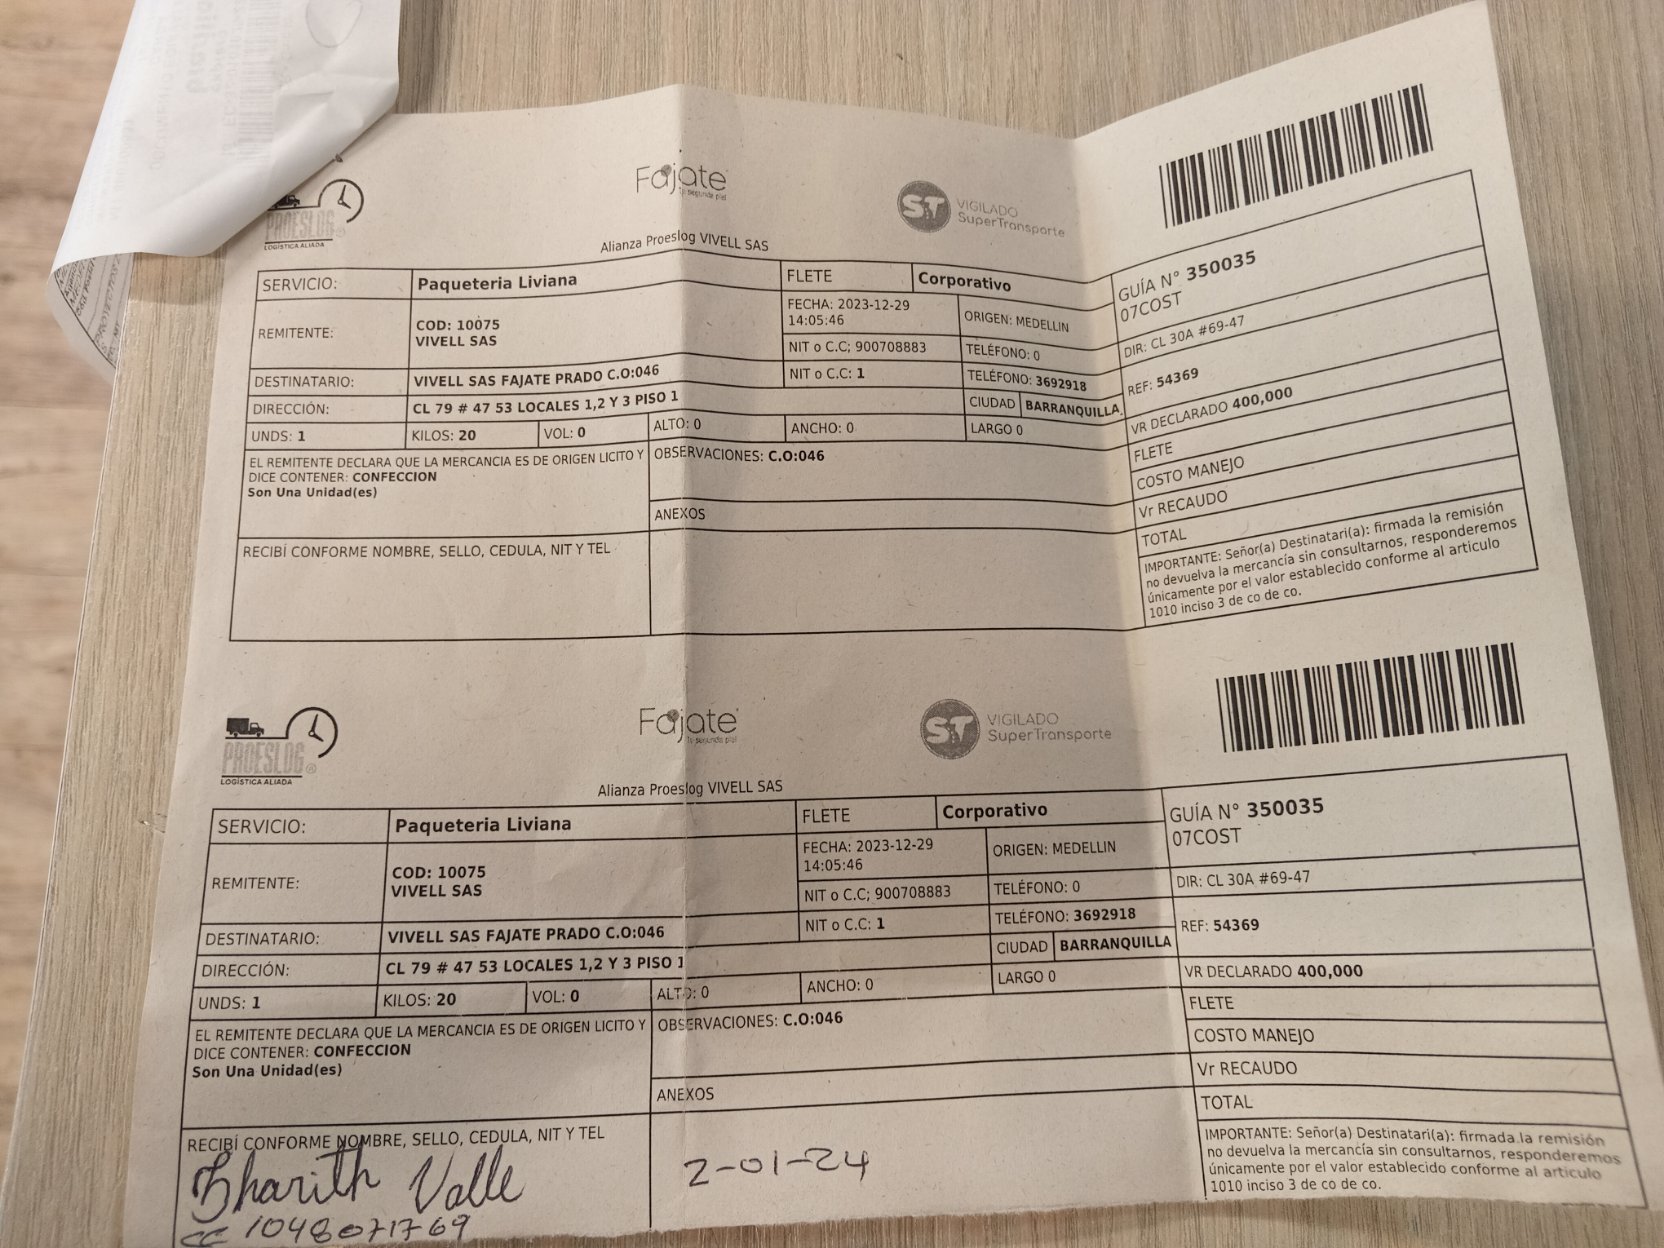 PROESLOG
LOGÍSTICA ALIADA
Fajate
Tu segunda piel
ST VIGILADO
SuperTransporte
Alianza Proeslog VIVELL SAS
SERVICIO: Paqueteria Liviana FLETE Corporativo
GUÍA N° 350035
07COST
REMITENTE: COD: 10075
VIVELL SAS
FECHA: 2023-12-29
14:05:46
ORIGEN: MEDELLIN
DIR: CL 30A #69-47
NIT o C.C; 900708883 TELÉFONO: 0
DESTINATARIO: VIVELL SAS FAJATE PRADO C.O:046 NIT o C.C: 1 TELÉFONO: 3692918 REF: 54369
DIRECCIÓN: CL 79 # 47 53 LOCALES 1,2 Y 3 PISO 1 CIUDAD BARRANQUILLA
UNDS: 1 KILOS: 20 VOL: 0 ALTO: 0 ANCHO: 0 LARGO 0 VR DECLARADO 400,000
EL REMITENTE DECLARA QUE LA MERCANCIA ES DE ORIGEN LICITO Y
DICE CONTENER: CONFECCION
Son Una Unidad(es)
OBSERVACIONES: C.O:046
ANEXOS
FLETE
COSTO MANEJO
Vr RECAUDO
TOTAL
RECIBÍ CONFORME NOMBRE, SELLO, CEDULA, NIT Y TEL
IMPORTANTE: Señor(a) Destinatari(a): firmada la remisión
no devuelva la mercancía sin consultarnos, responderemos
únicamente por el valor establecido conforme al articulo
1010 inciso 3 de co de co.
PROESLOG
LOGÍSTICA ALIADA
Fajate
Tu segunda piel
ST VIGILADO
SuperTransporte
Alianza Proeslog VIVELL SAS
SERVICIO: Paqueteria Liviana FLETE Corporativo
GUÍA N° 350035
07COST
REMITENTE: COD: 10075
VIVELL SAS
FECHA: 2023-12-29
14:05:46
ORIGEN: MEDELLIN
DIR: CL 30A #69-47
NIT o C.C; 900708883 TELÉFONO: 0
DESTINATARIO: VIVELL SAS FAJATE PRADO C.O:046 NIT o C.C: 1 TELÉFONO: 3692918 REF: 54369
DIRECCIÓN: CL 79 # 47 53 LOCALES 1,2 Y 3 PISO 1 CIUDAD BARRANQUILLA
UNDS: 1 KILOS: 20 VOL: 0 ALTO: 0 ANCHO: 0 LARGO 0 VR DECLARADO 400,000
EL REMITENTE DECLARA QUE LA MERCANCIA ES DE ORIGEN LICITO Y
DICE CONTENER: CONFECCION
Son Una Unidad(es)
OBSERVACIONES: C.O:046
ANEXOS
FLETE
COSTO MANEJO
Vr RECAUDO
TOTAL
RECIBÍ CONFORME NOMBRE, SELLO, CEDULA, NIT Y TEL
Sharith Valle
CC 1048071769
2-01-24
IMPORTANTE: Señor(a) Destinatari(a): firmada.la remisión
no devuelva la mercancía sin consultarnos, responderemos
únicamente por el valor establecido conforme al articulo
1010 inciso 3 de co de co.